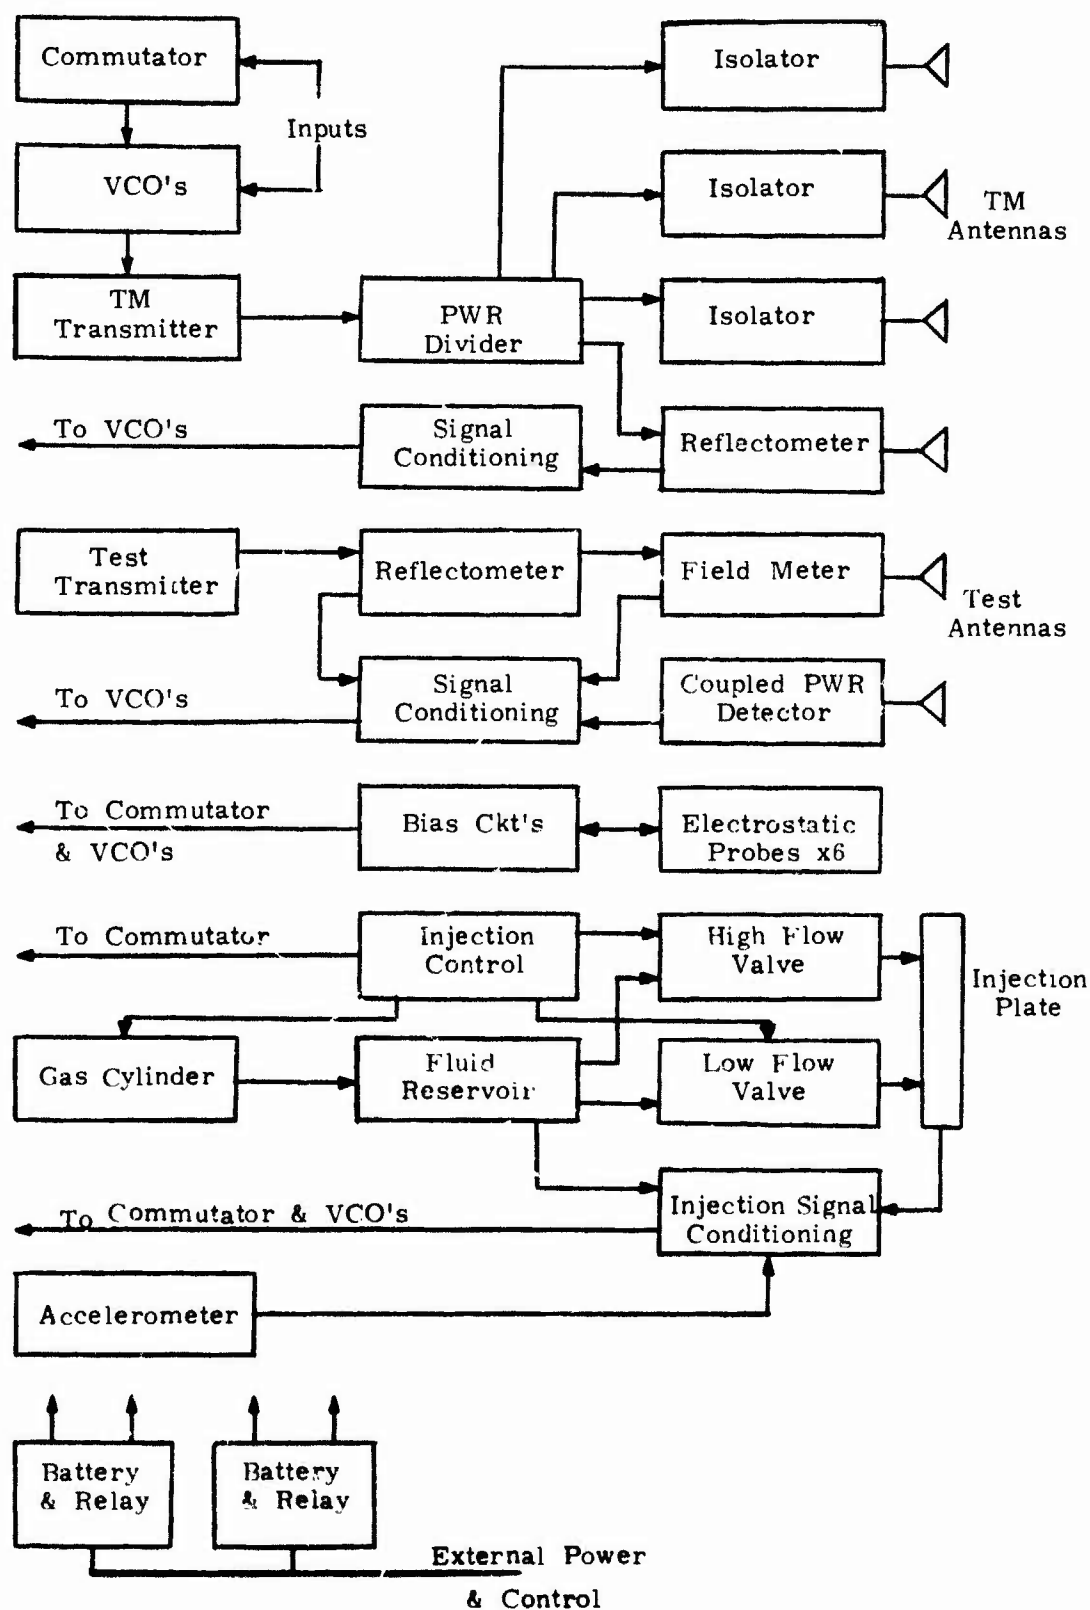 Commutator
Isolator
Inputs
VCO's
Isolator
TM
Antennas
TM
Transmitter
PWR
Divider
Isolator
To VCO's
Signal
Conditioning
Reflectometer
Test
Transmitter
Reflectometer
Field Meter
Test
Antennas
To VCO's
Signal
Conditioning
Coupled PWR
Detector
To Commutator
& VCO's
Bias Ckt's
Electrostatic
Probes x6
To Commutator
Injection
Control
High Flow
Valve
Injection
Plate
Gas Cylinder
Fluid
Reservoir
Low Flow
Valve
To Commutator & VCO's
Injection Signal
Conditioning
Accelerometer
Battery
& Relay
Battery
& Relay
External Power
& Control